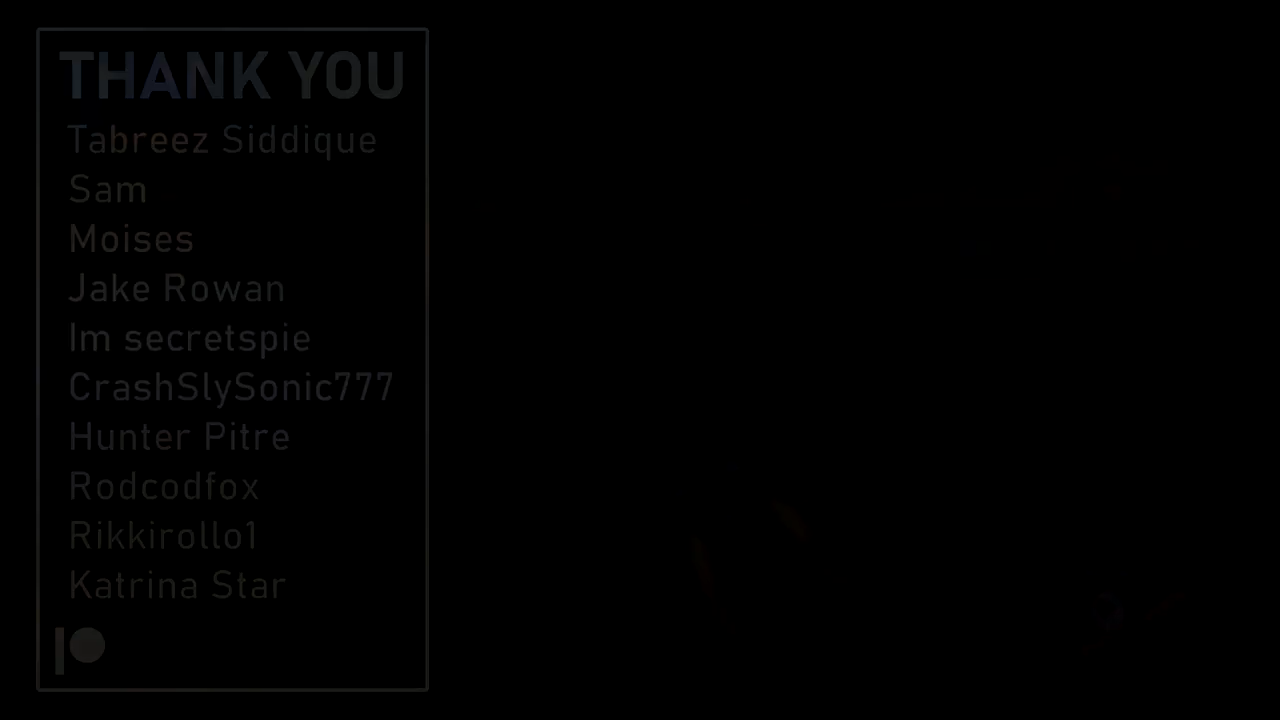 THANK YOU
Tabreez Siddique
Sam
Moises
Jake Rowan
Im secretspie
CrashSlySonic777
Hunter Pitre
Rodcodfox
Rikkirollo1
Katrina Star